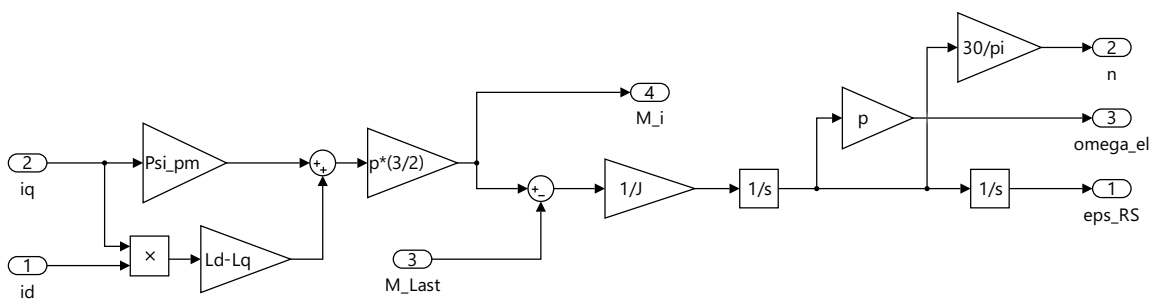 30/pi
2
n
4
M_i
p
3
omega_el
2
iq
Psi_pm
+
+
p*(3/2)
+
-
1/J
1/s
1/s
1
eps_RS
1
id
×
Ld-Lq
3
M_Last